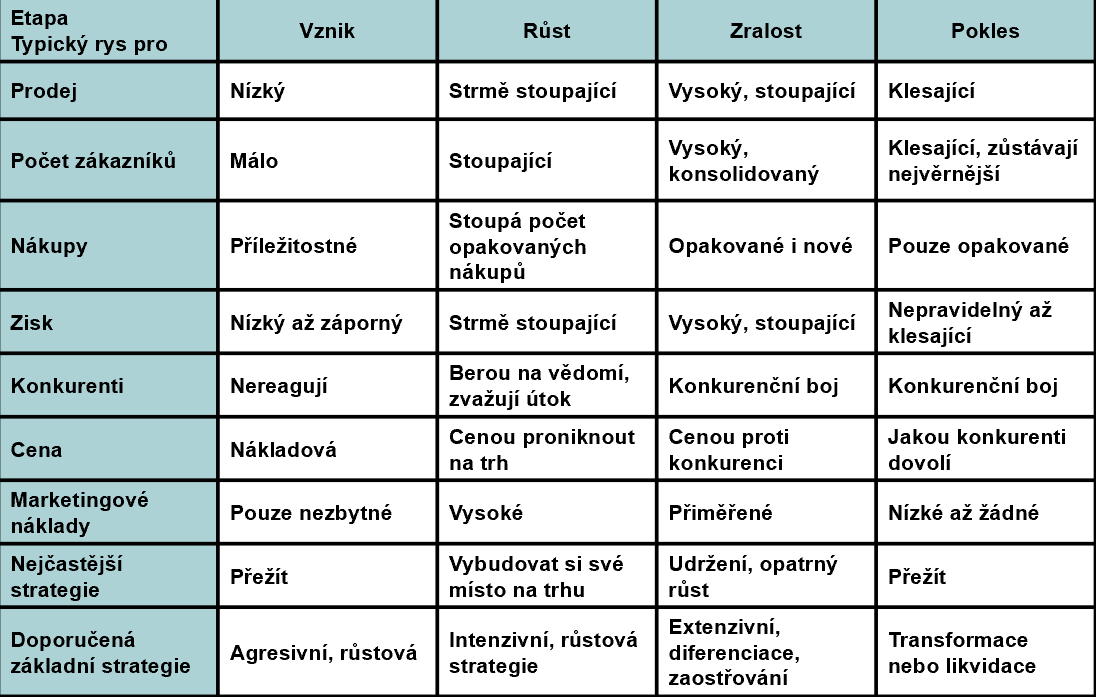 Etapa
Typický rys pro
Vznik
Růst
Zralost
Pokles
Prodej
Nízký
Strmě stoupající
Vysoký, stoupající
Klesající
Počet zákazníků
Málo
Stoupající
Vysoký,
konsolidovaný
Klesající, zůstávají
nejvěrnější
Nákupy
Příležitostné
Stoupá počet
opakovaných
nákupů
Opakované i nové
Pouze opakované
Zisk
Nízký až záporný
Strmě stoupající
Vysoký, stoupající
Nepravidelný až
klesající
Konkurenti
Nereagují
Berou na vědomí,
zvažují útok
Konkurenční boj
Konkurenční boj
Cena
Nákladová
Cenou proniknout
na trh
Cenou proti
konkurenci
Jakou konkurenti
dovolí
Marketingové
náklady
Pouze nezbytné
Vysoké
Přiměřené
Nízké až žádné
Nejčastější
strategie
Přežít
Vybudovat si své
místo na trhu
Udržení, opatrný
růst
Přežít
Doporučená
základní strategie
Agresivní, růstová
Intenzivní, růstová
strategie
Extenzivní,
diferenciace,
zaostřování
Transformace
nebo likvidace